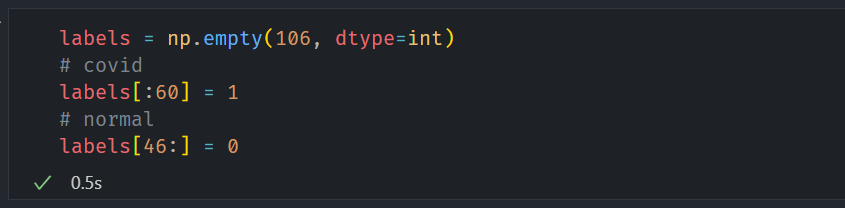 labels = np.empty(106, dtype=int)
# covid
labels[:60] = 1
# normal
labels[46:] = 0
✓ 0.5s